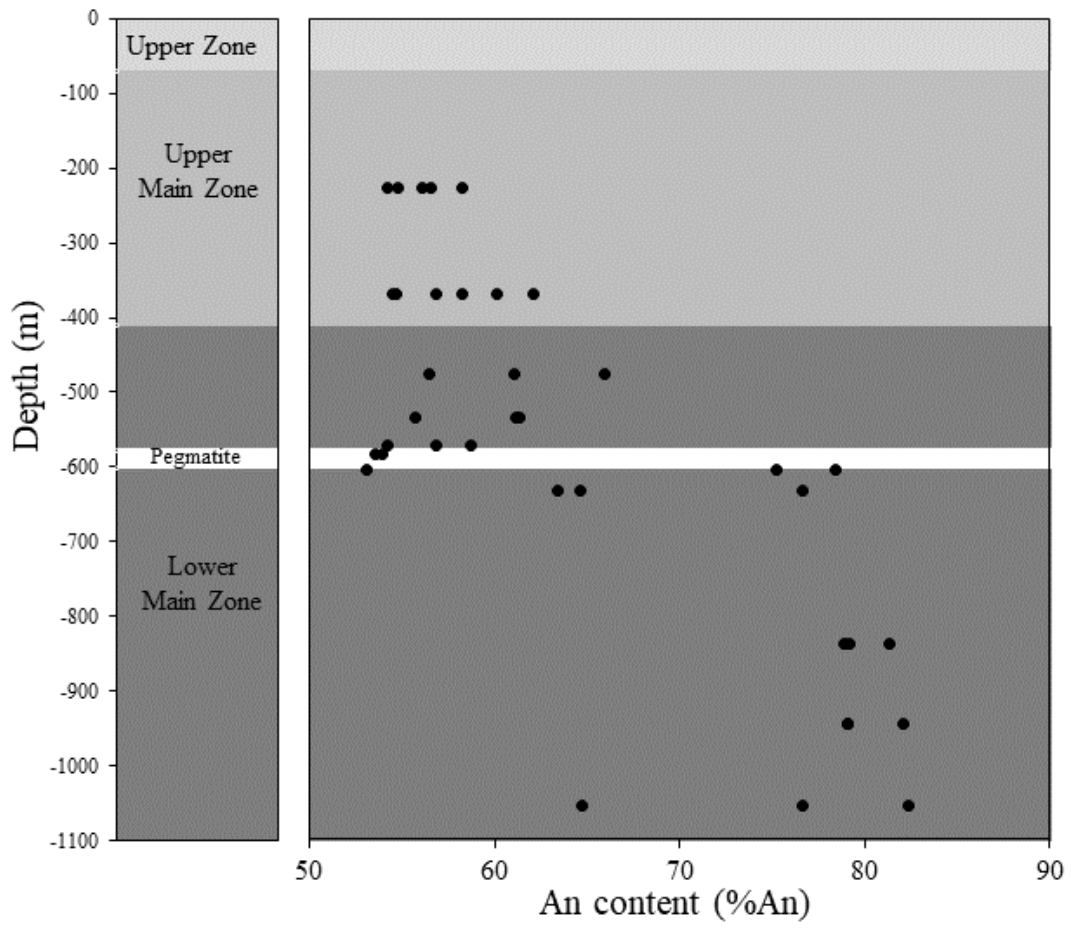 0
Upper Zone
-100
Upper
Main Zone
-200
-300
-400
Depth (m)
-500
Pegmatite
-600
-700
Lower
Main Zone
-800
-900
-1000
-1100
50 60 70 80 90
An content (%An)